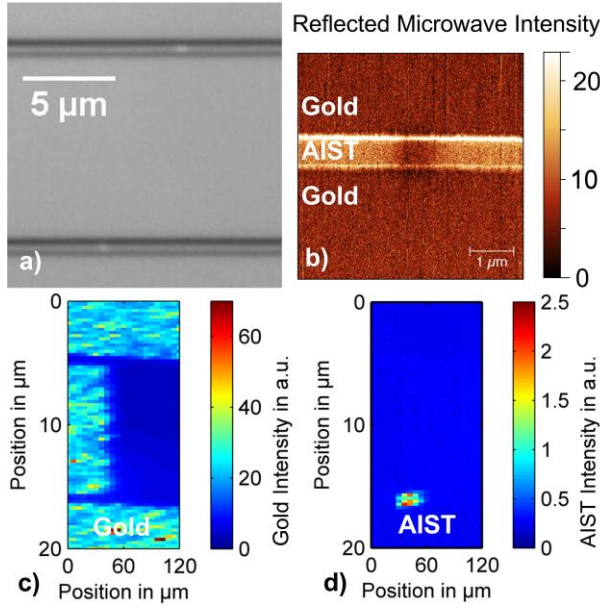 5 µm
a)
Reflected Microwave Intensity
Gold
AIST
Gold
1 µm
b)
20
10
0
0
10
20
Position in µm
0
60
120
Position in µm
Gold
60
40
20
0
Gold Intensity in a.u.
c)
0
10
20
Position in µm
0
60
120
Position in µm
AIST
2.5
2
1.5
1
0.5
0
AIST Intensity in a.u.
d)